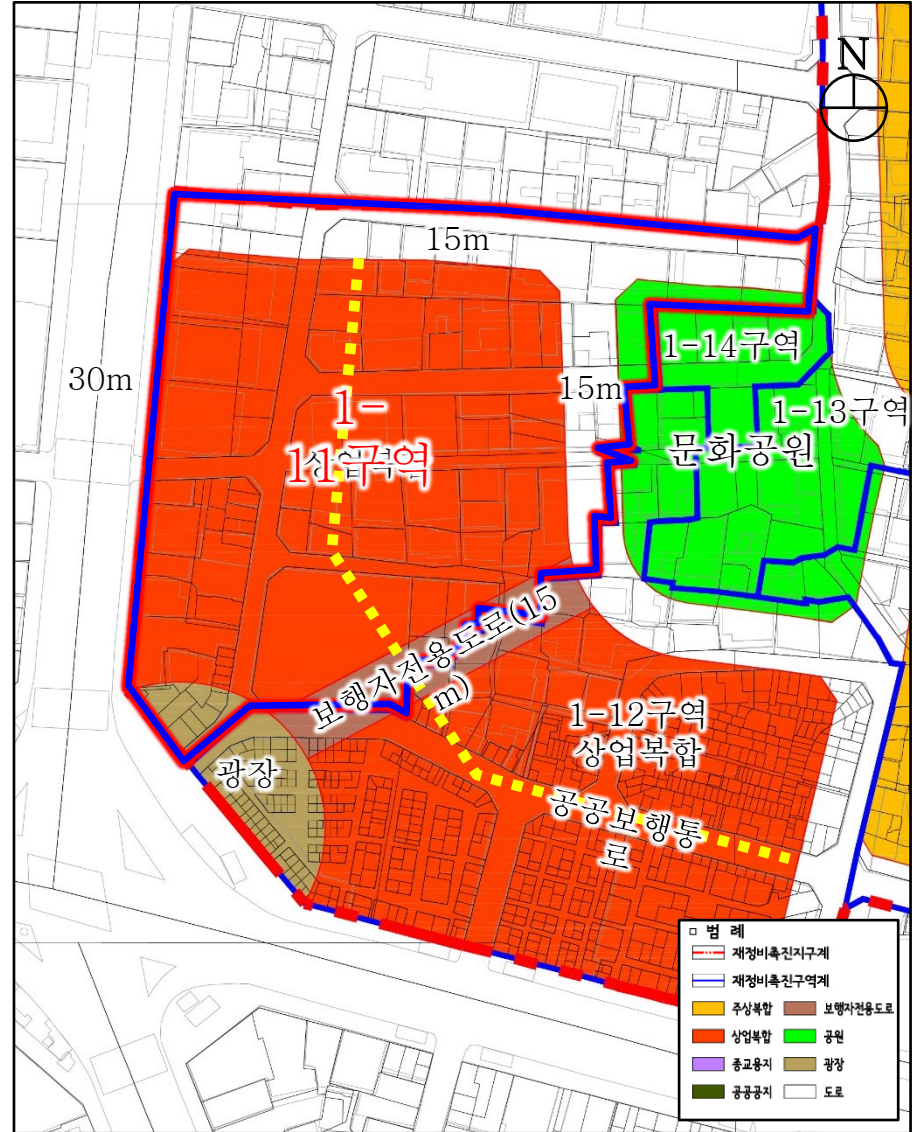 N
15m
30m
15m
1-14구역
1-13구역
문화공원
1-
11구역
상업복합
보행자전용도로(15
m)
1-12구역
상업복합
광장
공공보행통
로
범 례
재정비촉진지구계
재정비촉진구역계
주상복합
보행자전용도로
상업복합
공원
종교용지
광장
공공공지
도로